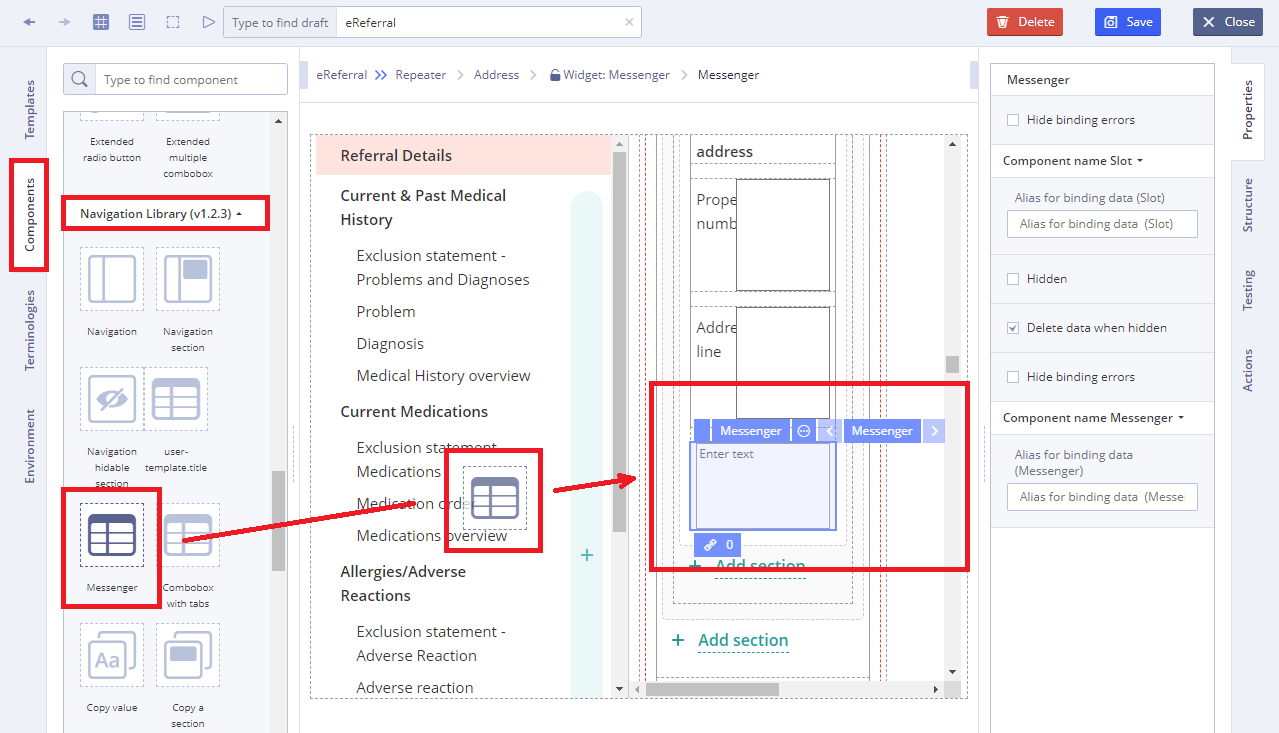 Type to find draft
eReferral
Delete
Save
Close
Templates
Components
Terminologies
Environment
Type to find component
Extended
radio button
Extended
multiple
combobox
Navigation Library (v1.2.3)
Navigation
Navigation
section
Navigation
hidable
section
user-
template.title
Messenger
Combobox
with tabs
Aa
Copy value
Copy a
section
eReferral
Repeater
Address
Widget: Messenger
Messenger
Referral Details
Current & Past Medical
History
Exclusion statement -
Problems and Diagnoses
Problem
Diagnosis
Medical History overview
Current Medications
Exclusion statement
Medications
Medication order
Medications overview
Allergies/Adverse
Reactions
Exclusion statement -
Adverse Reaction
Adverse reaction
address
Prope
numb
Addre
line
Messenger
Messenger
Enter text
0
Add section
Add section
Messenger
Hide binding errors
Component name Slot
Alias for binding data (Slot)
Alias for binding data (Slot)
Hidden
Delete data when hidden
Hide binding errors
Component name Messenger
Alias for binding data
(Messenger)
Alias for binding data (Messe
Properties
Structure
Testing
Actions